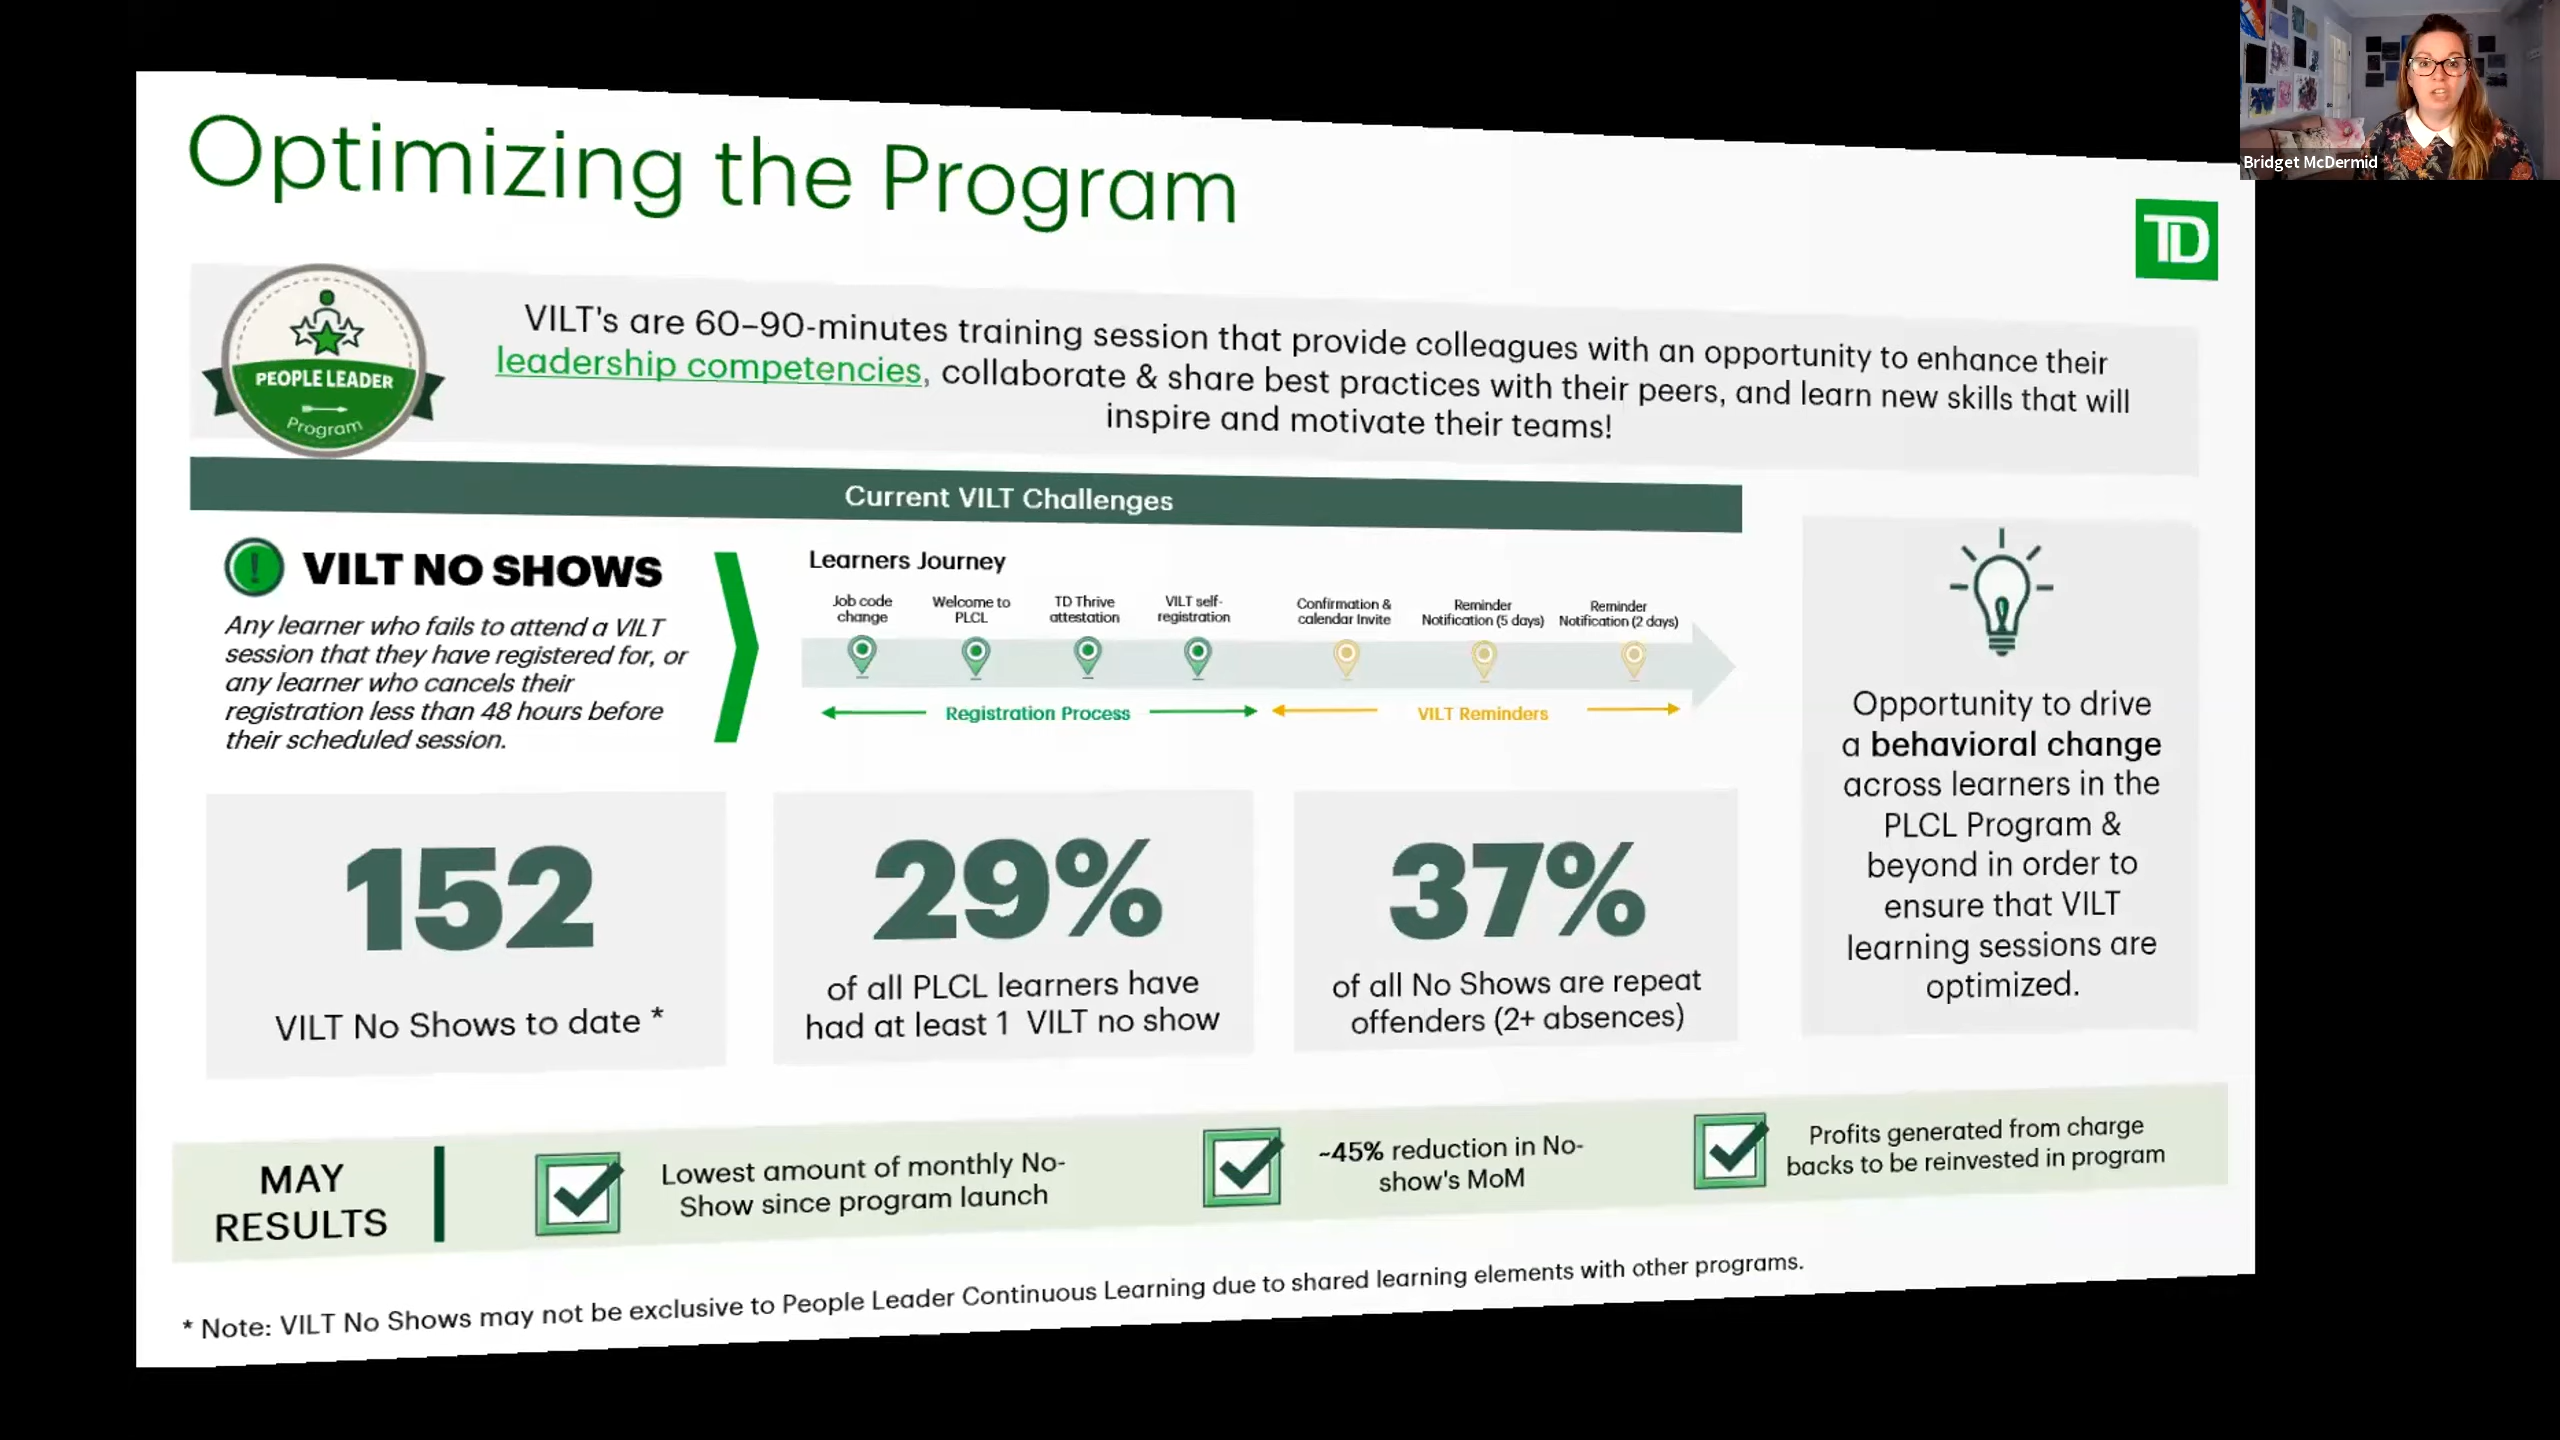 Bridget McDermid
Optimizing the Program
TD
PEOPLE LEADER
Program
VILT's are 60–90-minutes training session that provide colleagues with an opportunity to enhance their
leadership competencies, collaborate & share best practices with their peers, and learn new skills that will
inspire and motivate their teams!
Current VILT Challenges
! VILT NO SHOWS
Any learner who fails to attend a VILT
session that they have registered for, or
any learner who cancels their
registration less than 48 hours before
their scheduled session.
Learners Journey
Job code
change
Welcome to
PLCL
TD Thrive
attestation
VILT self-
registration
Confirmation &
calendar Invite
Reminder
Notification (5 days)
Reminder
Notification (2 days)
Registration Process
VILT Reminders
152
VILT No Shows to date *
29%
of all PLCL learners have
had at least 1 VILT no show
37%
of all No Shows are repeat
offenders (2+ absences)
Opportunity to drive
a behavioral change
across learners in the
PLCL Program &
beyond in order to
ensure that VILT
learning sessions are
optimized.
MAY
RESULTS
Lowest amount of monthly No-
Show since program launch
~45% reduction in No-
show's MoM
Profits generated from charge
backs to be reinvested in program
* Note: VILT No Shows may not be exclusive to People Leader Continuous Learning due to shared learning elements with other programs.